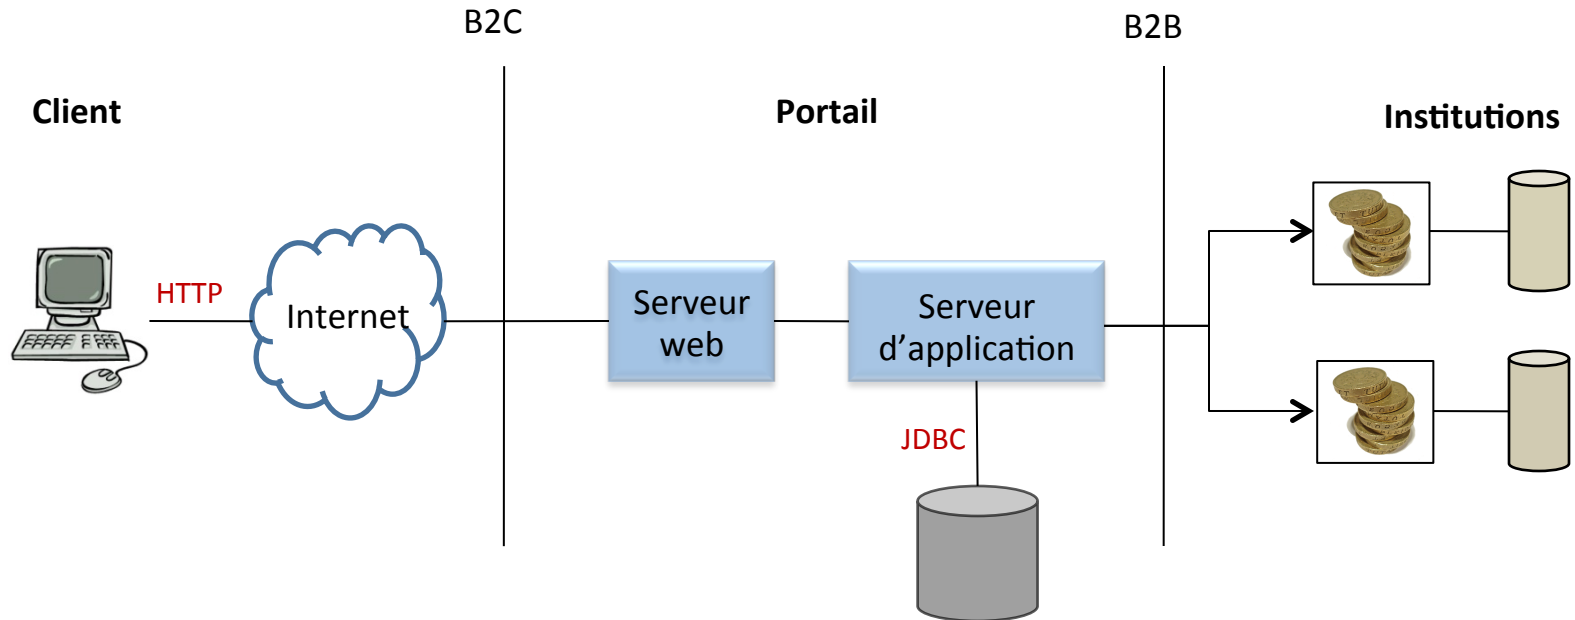 B2C
B2B
Client
Portail
Institutions
HTTP
Internet
Serveur
web
Serveur
d’application
JDBC